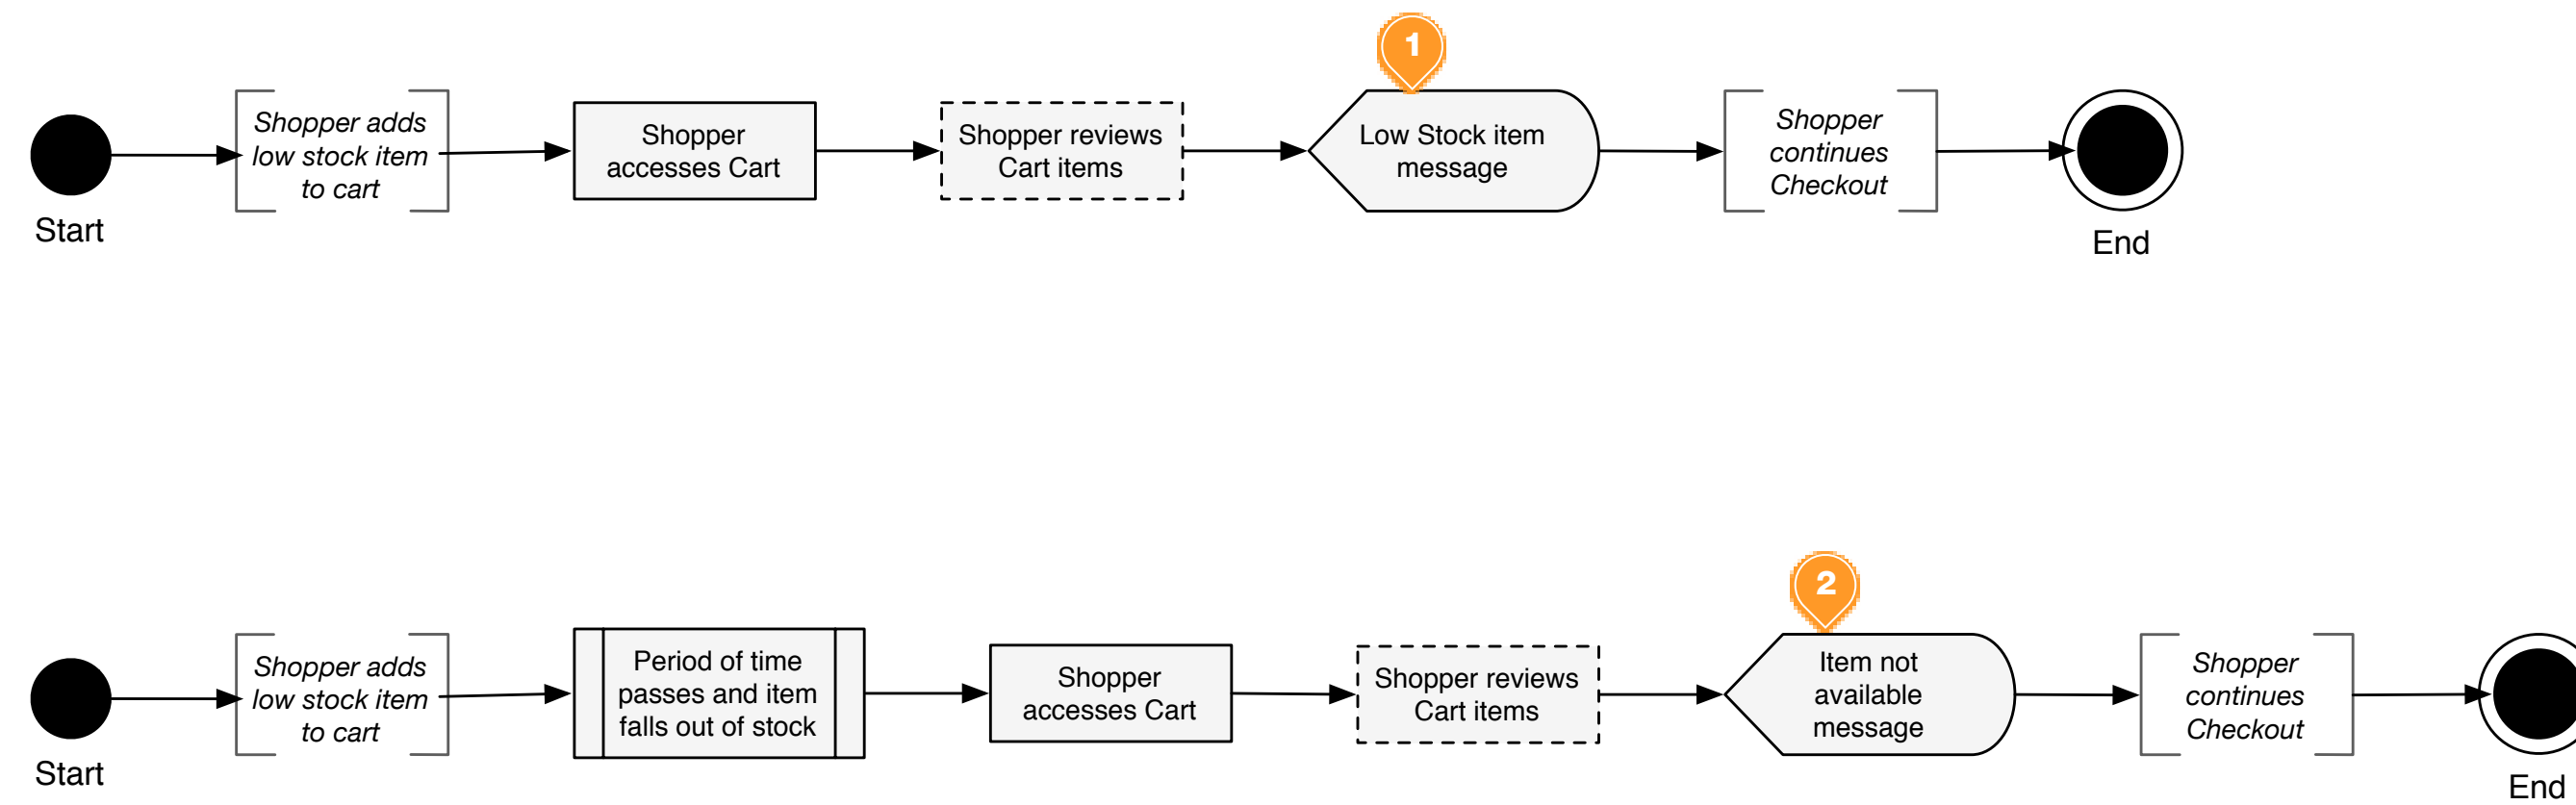 1
Shopper adds
low stock item
to cart
Shopper
accesses Cart
Shopper reviews
Cart items
Low Stock item
message
Shopper
continues
Checkout
Start
End
2
Shopper adds
low stock item
to cart
Period of time
passes and item
falls out of stock
Shopper
accesses Cart
Shopper reviews
Cart items
Item not
available
message
Shopper
continues
Checkout
Start
End